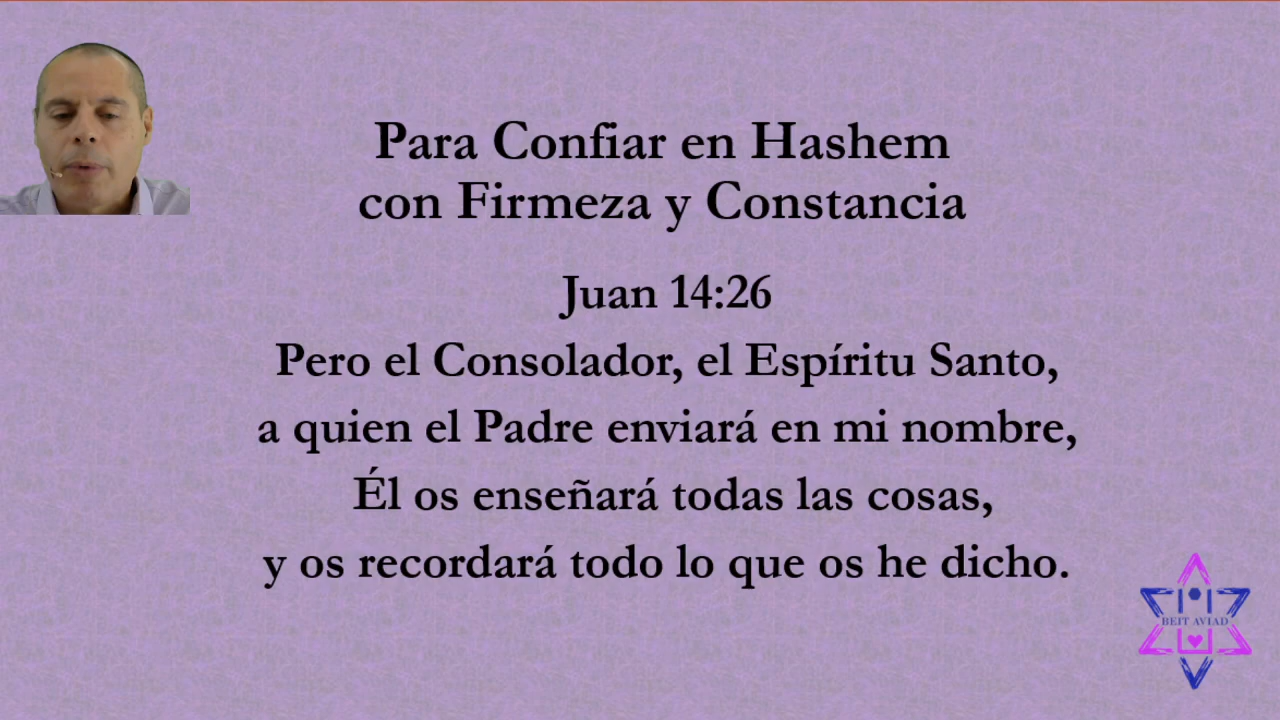 Para Confiar en Hashem
con Firmeza y Constancia
Juan 14:26
Pero el Consolador, el Espíritu Santo,
a quien el Padre enviará en mi nombre,
Él os enseñará todas las cosas,
y os recordará todo lo que os he dicho.
BEIT AVIAD